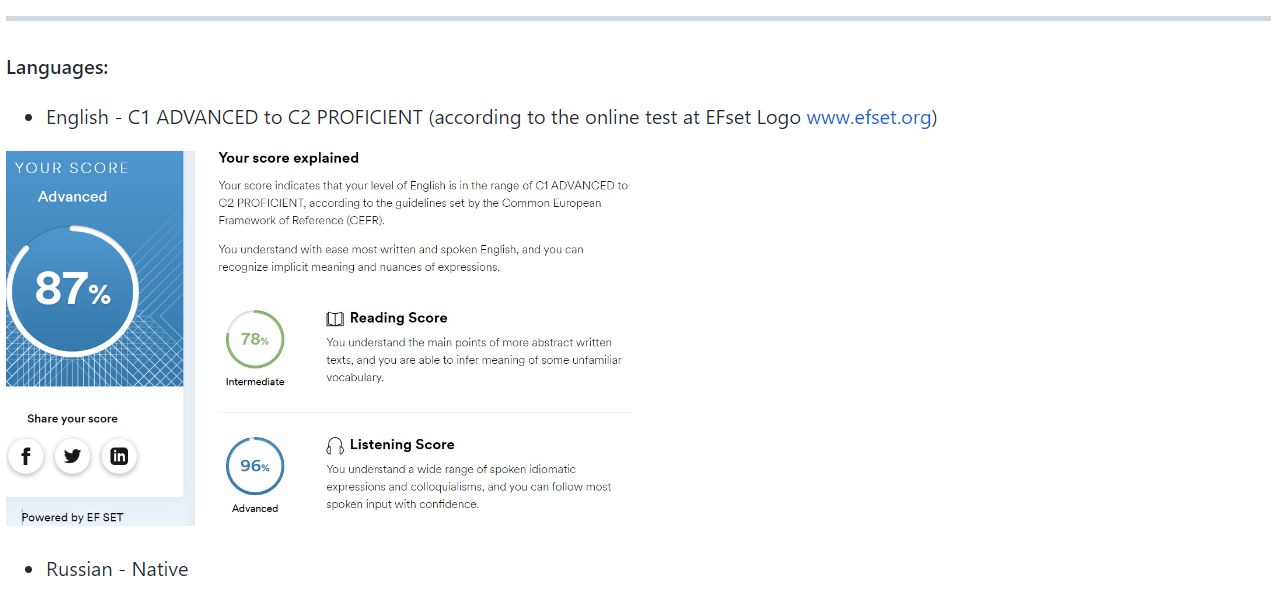 Languages:
English - C1 ADVANCED to C2 PROFICIENT (according to the online test at EFset Logo www.efset.org)
YOUR SCORE
Advanced
87%
Share your score
Powered by EF SET
Your score explained
Your score indicates that your level of English is in the range of C1 ADVANCED to
C2 PROFICIENT, according to the guidelines set by the Common European
Framework of Reference (CEFR).
You understand with ease most written and spoken English, and you can
recognize implicit meaning and nuances of expressions.
78%
Intermediate
Reading Score
You understand the main points of more abstract written
texts, and you are able to infer meaning of some unfamiliar
vocabulary.
96%
Advanced
Listening Score
You understand a wide range of spoken idiomatic
expressions and colloquialisms, and you can follow most
spoken input with confidence.
Russian - Native